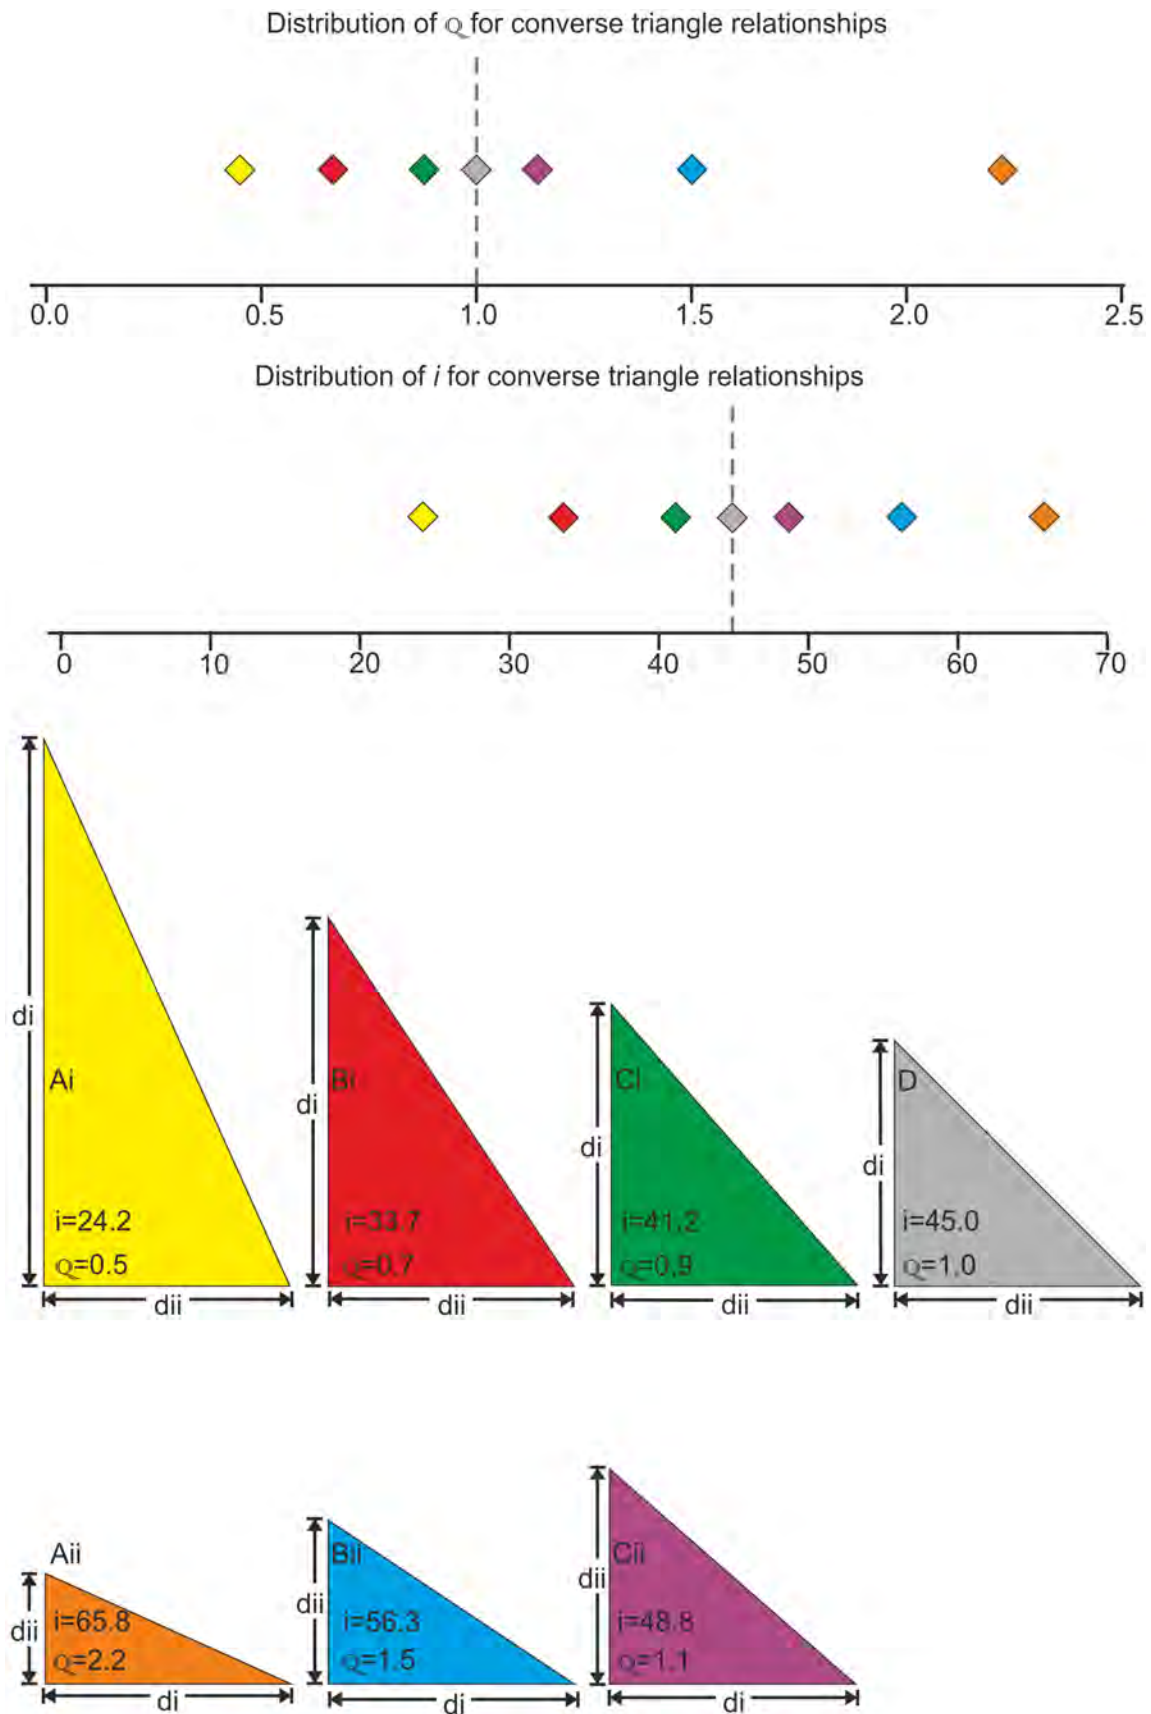 Distribution of Q for converse triangle relationships
0.0 0.5 1.0 1.5 2.0 2.5
Distribution of i for converse triangle relationships
0 10 20 30 40 50 60 70
di
Ai
i=24.2
Q=0.5
dii
di
Bi
i=33.7
Q=0.7
dii
di
Ci
i=41.2
Q=0.9
dii
di
D
i=45.0
Q=1.0
dii
Aii
dii
i=65.8
Q=2.2
di
Bii
dii
i=56.3
Q=1.5
di
Cii
dii
i=48.8
Q=1.1
di